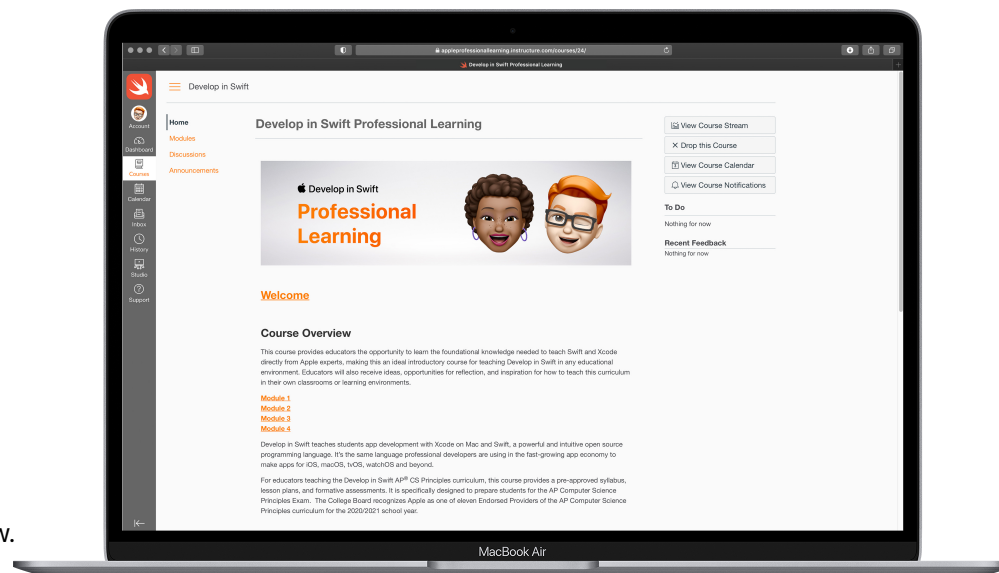 appleprofessionallearning.instructure.com/courses/24/
Develop in Swift Professional Learning
Develop in Swift
Account
Dashboard
Courses
Calendar
Inbox
History
Studio
Support
Home
Modules
Discussions
Announcements
Develop in Swift Professional Learning
Develop in Swift
Professional
Learning
Welcome
Course Overview
This course provides educators the opportunity to learn the foundational knowledge needed to teach Swift and Xcode
directly from Apple experts, making this an ideal introductory course for teaching Develop in Swift in any educational
environment. Educators will also receive ideas, opportunities for reflection, and inspiration for how to teach this curriculum
in their own classrooms or learning environments.
Module 1
Module 2
Module 3
Module 4
Develop in Swift teaches students app development with Xcode on Mac and Swift, a powerful and intuitive open source
programming language. It's the same language professional developers are using in the fast-growing app economy to
make apps for iOS, macOS, tvOS, watchOS and beyond.
For educators teaching the Develop in Swift AP® CS Principles curriculum, this course provides a pre-approved syllabus,
lesson plans, and formative assessments. It is specifically designed to prepare students for the AP Computer Science
Principles Exam. The College Board recognizes Apple as one of eleven Endorsed Providers of the AP Computer Science
Principles curriculum for the 2020/2021 school year.
View Course Stream
Drop this Course
View Course Calendar
View Course Notifications
To Do
Nothing for now
Recent Feedback
Nothing for now
MacBook Air